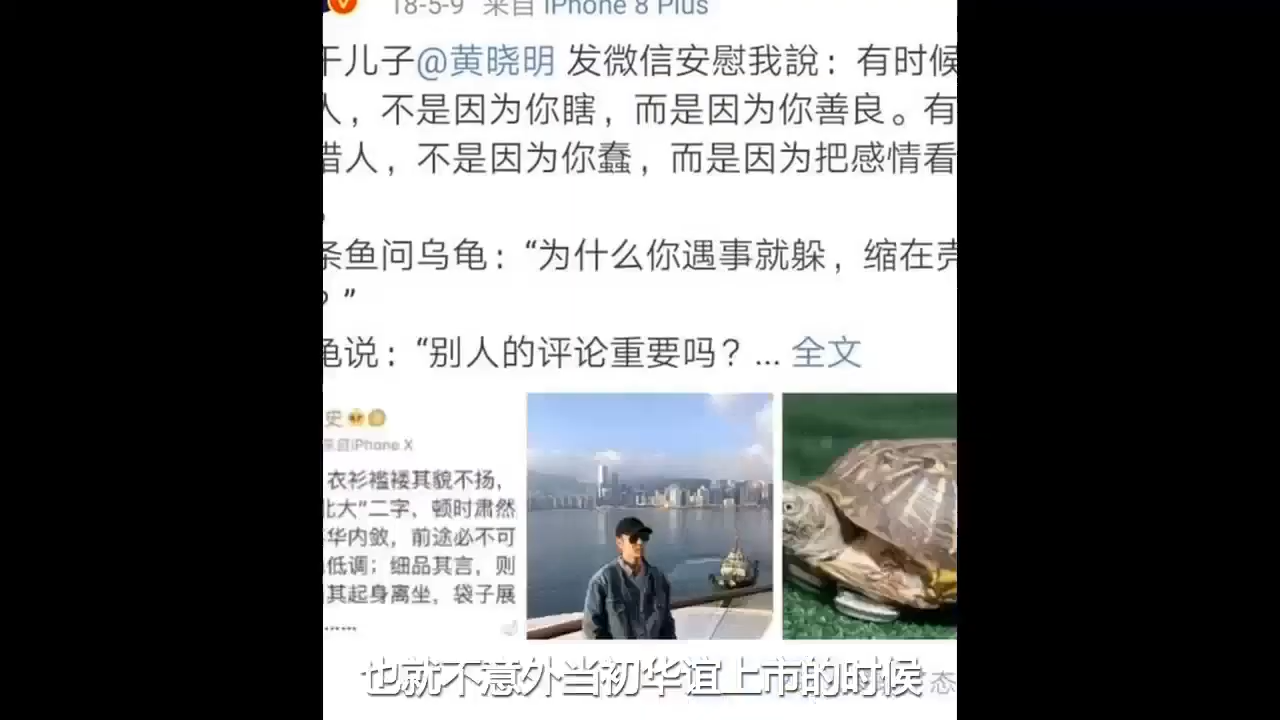 18-5-9 来自 iPhone 8 Plus
干儿子@黄晓明 发微信安慰我說：有时候
人，不是因为你瞎，而是因为你善良。有
错人，不是因为你蠢，而是因为把感情看
条鱼问乌龟：“为什么你遇事就躲，缩在壳
？”
龟说：“别人的评论重要吗？... 全文
史
来自iPhone X
衣衫褴褛其貌不扬，
北大”二字，顿时肃然
华内敛，前途必不可
低调；细品其言，则
其起身离坐，袋子展
也就不意外当初华谊上市的时候
态